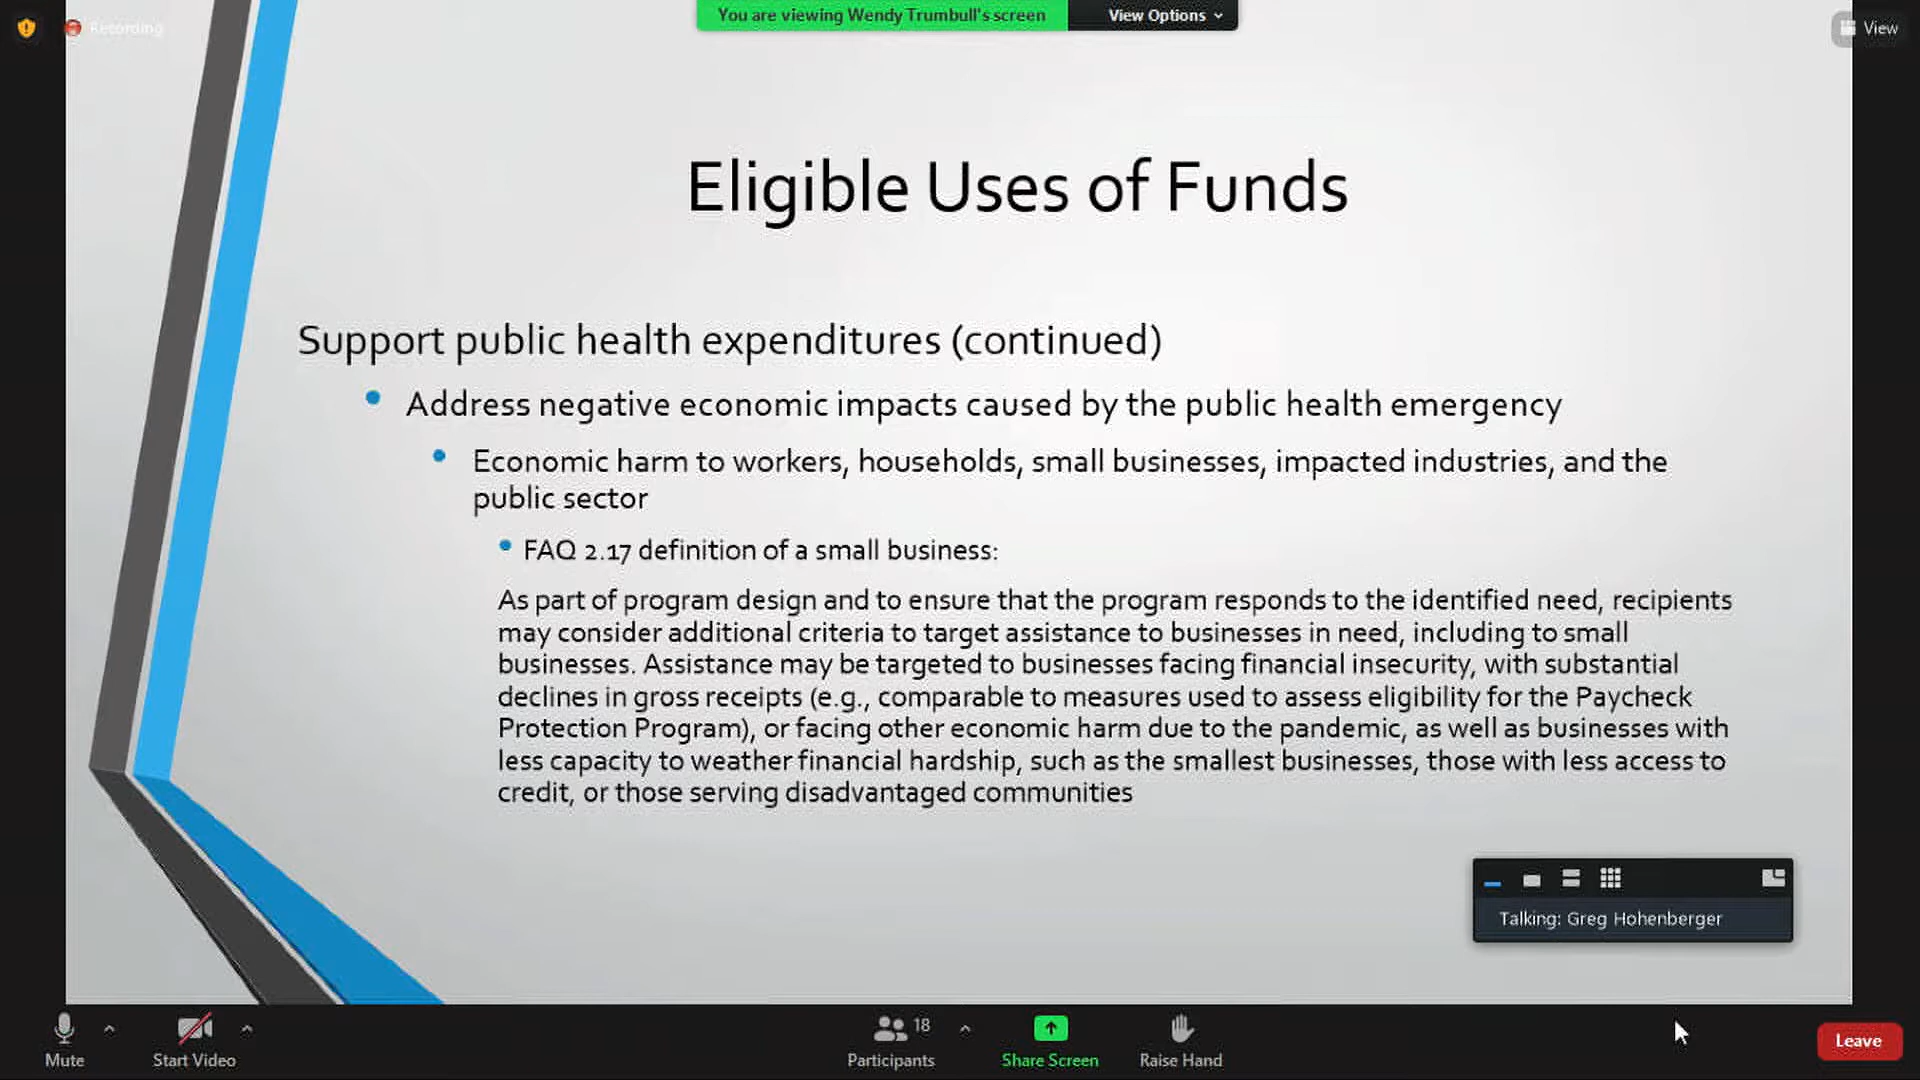 You are viewing Wendy Trumbull's screen
View Options
Recording
View
Eligible Uses of Funds
Support public health expenditures (continued)
Address negative economic impacts caused by the public health emergency
Economic harm to workers, households, small businesses, impacted industries, and the
public sector
FAQ 2.17 definition of a small business:
As part of program design and to ensure that the program responds to the identified need, recipients
may consider additional criteria to target assistance to businesses in need, including to small
businesses. Assistance may be targeted to businesses facing financial insecurity, with substantial
declines in gross receipts (e.g., comparable to measures used to assess eligibility for the Paycheck
Protection Program), or facing other economic harm due to the pandemic, as well as businesses with
less capacity to weather financial hardship, such as the smallest businesses, those with less access to
credit, or those serving disadvantaged communities
Talking: Greg Hohenberger
Mute
Start Video
18
Participants
Share Screen
Raise Hand
Leave